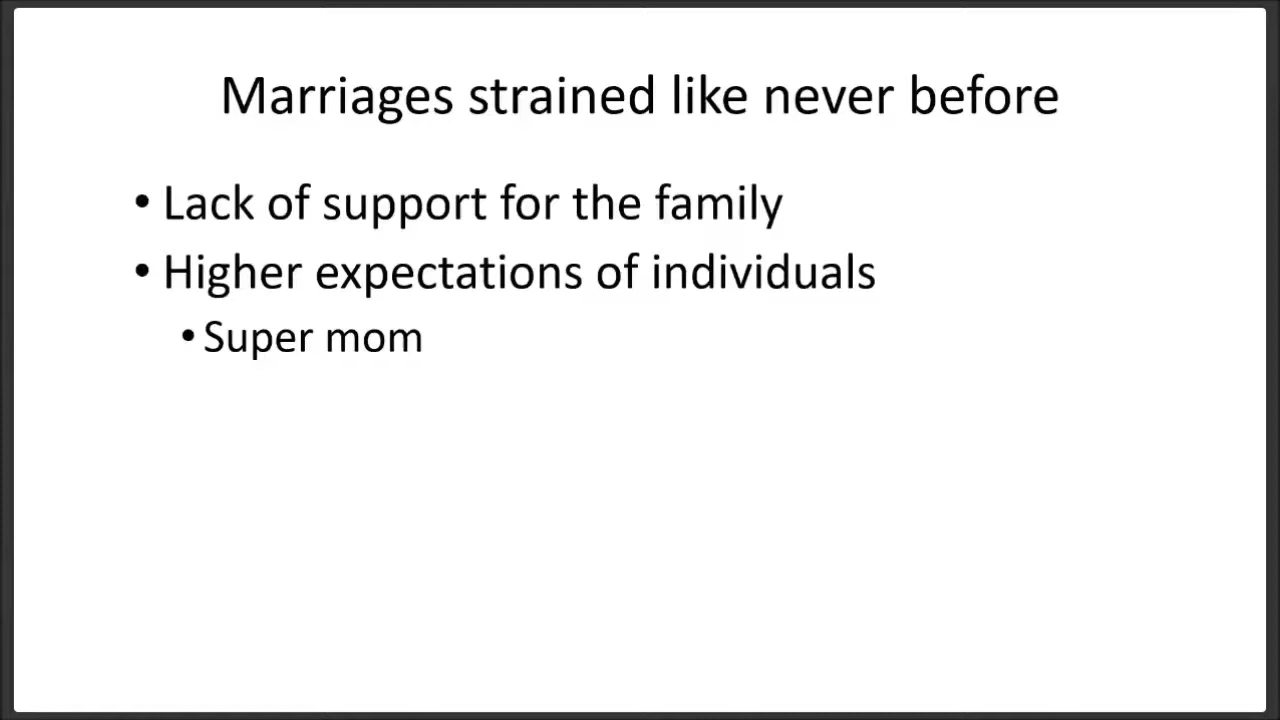 Marriages strained like never before
• Lack of support for the family
• Higher expectations of individuals
• Super mom